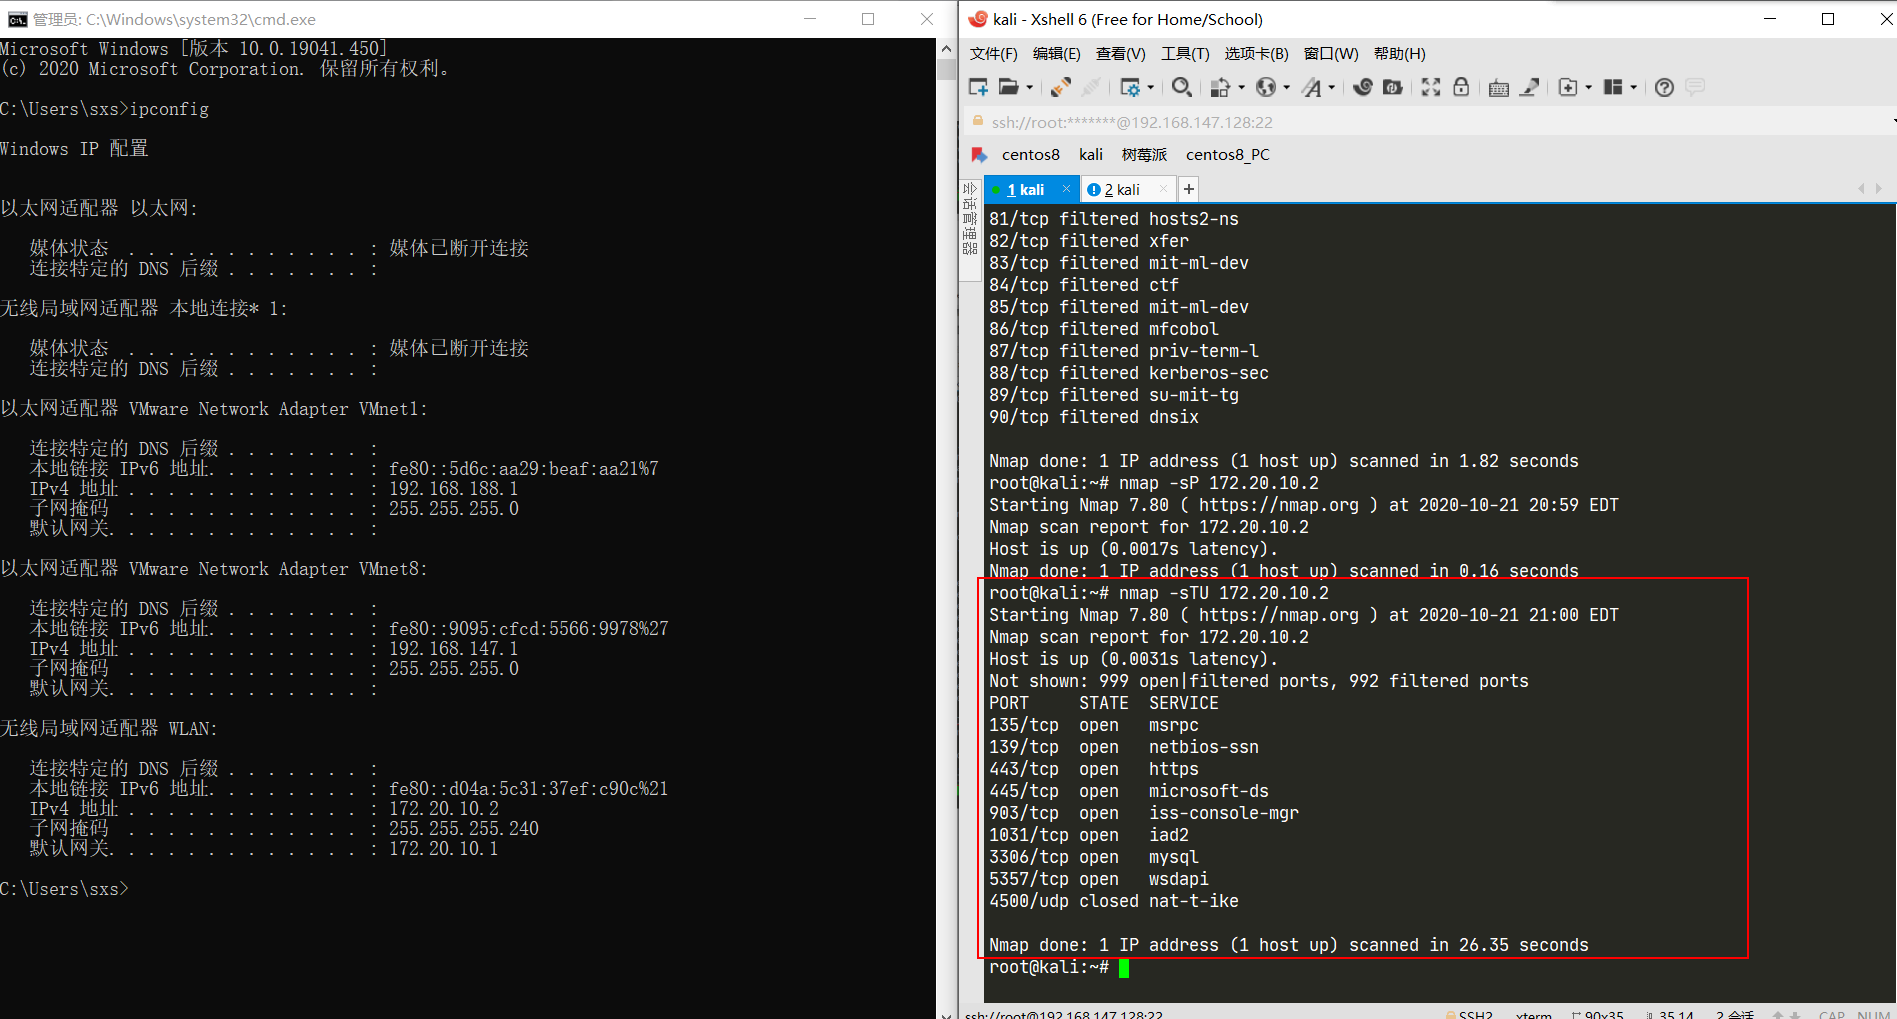 管理员: C:\Windows\system32\cmd.exe
Microsoft Windows [版本 10.0.19041.450]
(c) 2020 Microsoft Corporation. 保留所有权利。
C:\Users\sxs>ipconfig
Windows IP 配置
以太网适配器 以太网:
媒体状态 . . . . . . . . . . . . : 媒体已断开连接
连接特定的 DNS 后缀 . . . . . . . :
无线局域网适配器 本地连接* 1:
媒体状态 . . . . . . . . . . . . : 媒体已断开连接
连接特定的 DNS 后缀 . . . . . . . :
以太网适配器 VMware Network Adapter VMnet1:
连接特定的 DNS 后缀 . . . . . . . :
本地链接 IPv6 地址. . . . . . . . : fe80::5d6c:aa29:beaf:aa21%7
IPv4 地址 . . . . . . . . . . . . : 192.168.188.1
子网掩码 . . . . . . . . . . . . : 255.255.255.0
默认网关. . . . . . . . . . . . . :
以太网适配器 VMware Network Adapter VMnet8:
连接特定的 DNS 后缀 . . . . . . . :
本地链接 IPv6 地址. . . . . . . . : fe80::9095:cfcd:5566:9978%27
IPv4 地址 . . . . . . . . . . . . : 192.168.147.1
子网掩码 . . . . . . . . . . . . : 255.255.255.0
默认网关. . . . . . . . . . . . . :
无线局域网适配器 WLAN:
连接特定的 DNS 后缀 . . . . . . . :
本地链接 IPv6 地址. . . . . . . . : fe80::d04a:5c31:37ef:c90c%21
IPv4 地址 . . . . . . . . . . . . : 172.20.10.2
子网掩码 . . . . . . . . . . . . : 255.255.255.240
默认网关. . . . . . . . . . . . . : 172.20.10.1
C:\Users\sxs>
kali - Xshell 6 (Free for Home/School)
文件(F) 编辑(E) 查看(V) 工具(T) 选项卡(B) 窗口(W) 帮助(H)
ssh://root:*******@192.168.147.128:22
centos8 kali 树莓派 centos8_PC
会话管理器
1 kali 2 kali
81/tcp filtered hosts2-ns
82/tcp filtered xfer
83/tcp filtered mit-ml-dev
84/tcp filtered ctf
85/tcp filtered mit-ml-dev
86/tcp filtered mfcobol
87/tcp filtered priv-term-l
88/tcp filtered kerberos-sec
89/tcp filtered su-mit-tg
90/tcp filtered dnsix
Nmap done: 1 IP address (1 host up) scanned in 1.82 seconds
root@kali:~# nmap -sP 172.20.10.2
Starting Nmap 7.80 ( https://nmap.org ) at 2020-10-21 20:59 EDT
Nmap scan report for 172.20.10.2
Host is up (0.0017s latency).
Nmap done: 1 IP address (1 host up) scanned in 0.16 seconds
root@kali:~# nmap -sTU 172.20.10.2
Starting Nmap 7.80 ( https://nmap.org ) at 2020-10-21 21:00 EDT
Nmap scan report for 172.20.10.2
Host is up (0.0031s latency).
Not shown: 999 open|filtered ports, 992 filtered ports
PORT STATE SERVICE
135/tcp open msrpc
139/tcp open netbios-ssn
443/tcp open https
445/tcp open microsoft-ds
903/tcp open iss-console-mgr
1031/tcp open iad2
3306/tcp open mysql
5357/tcp open wsdapi
4500/udp closed nat-t-ike
Nmap done: 1 IP address (1 host up) scanned in 26.35 seconds
root@kali:~#
ssh://root@192.168.147.128:22 SSH2 xterm 90x35 35,14 2 会话 CAP NUM